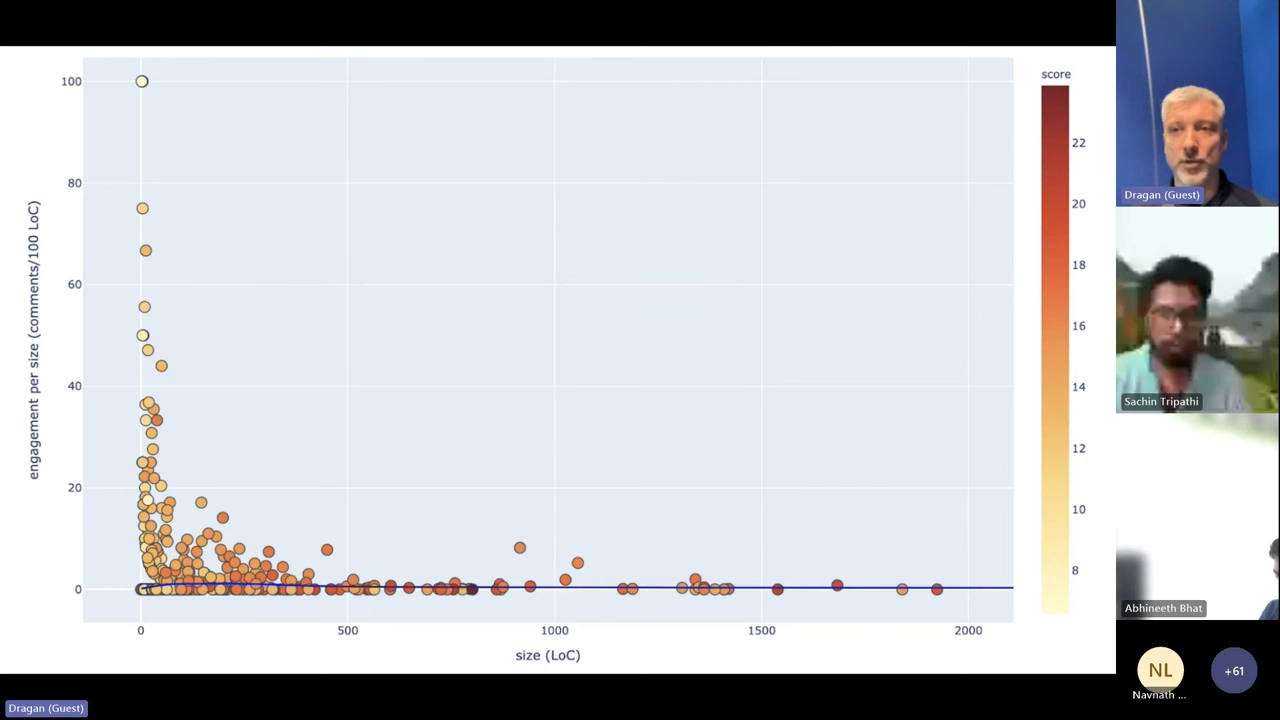 100
80
60
40
20
0
engagement per size (comments/100 LoC)
0
500
1000
1500
2000
size (LoC)
score
22
20
18
16
14
12
10
8
Dragan (Guest)
Sachin Tripathi
Abhineeth Bhat
NL
+61
Navnath ...
Dragan (Guest)